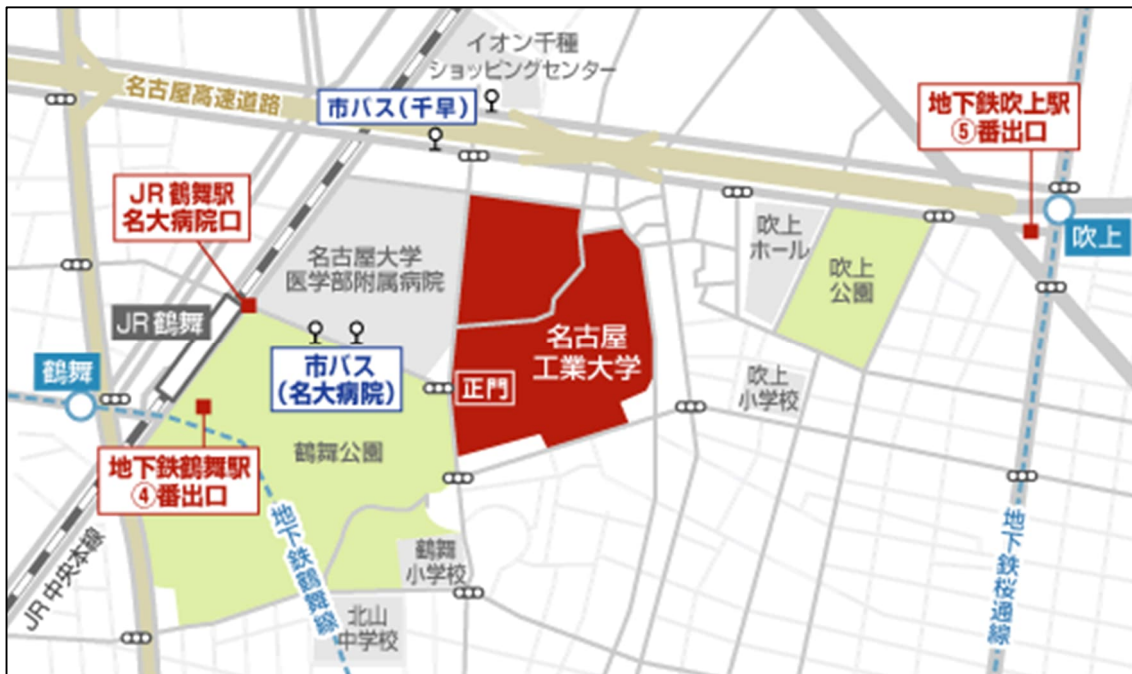 イオン千種
ショッピングセンター
名古屋高速道路
市バス(千早)
地下鉄吹上駅
⑤番出口
JR鶴舞駅
名大病院口
吹上
ホール
吹上
名古屋大学
医学部附属病院
吹上
公園
JR鶴舞
名古屋
工業大学
鶴舞
市バス
(名大病院)
正門
吹上
小学校
鶴舞公園
地下鉄鶴舞駅
④番出口
地下鉄鶴舞線
地下鉄桜通線
JR中央本線
鶴舞
小学校
北山
中学校